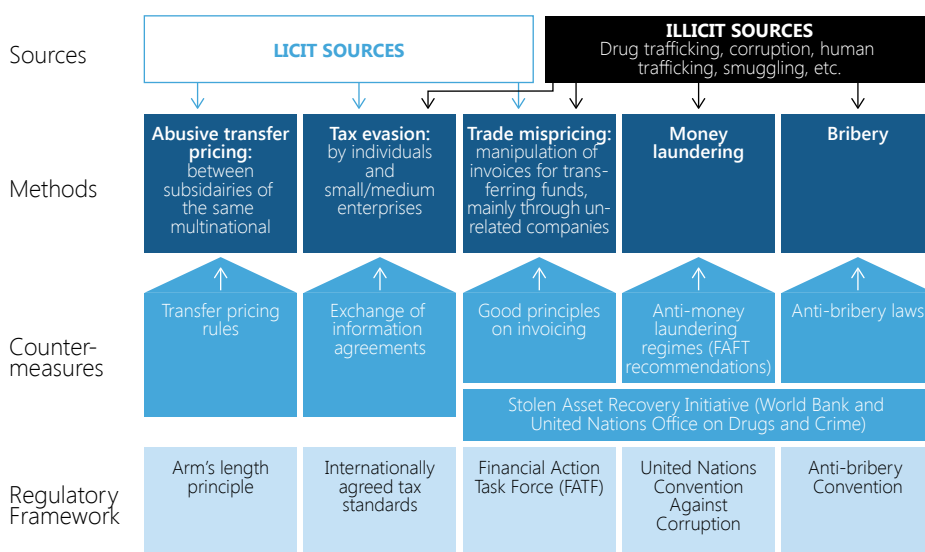 Sources
LICIT SOURCES
ILLICIT SOURCES
Drug trafficking, corruption, human
trafficking, smuggling, etc.
Methods
Abusive transfer
pricing:
between
subsidairies of
the same
multinational
Tax evasion:
by individuals
and
small/medium
enterprises
Trade mispricing:
manipulation of
invoices for trans-
ferring funds,
mainly through un-
related companies
Money
laundering
Bribery
Counter-
measures
Transfer pricing
rules
Exchange of
information
agreements
Good principles
on invoicing
Anti-money
laundering
regimes (FAFT
recommendations)
Anti-bribery laws
Stolen Asset Recovery Initiative (World Bank and
United Nations Office on Drugs and Crime)
Regulatory
Framework
Arm's length
principle
Internationally
agreed tax
standards
Financial Action
Task Force (FATF)
United Nations
Convention
Against
Corruption
Anti-bribery
Convention